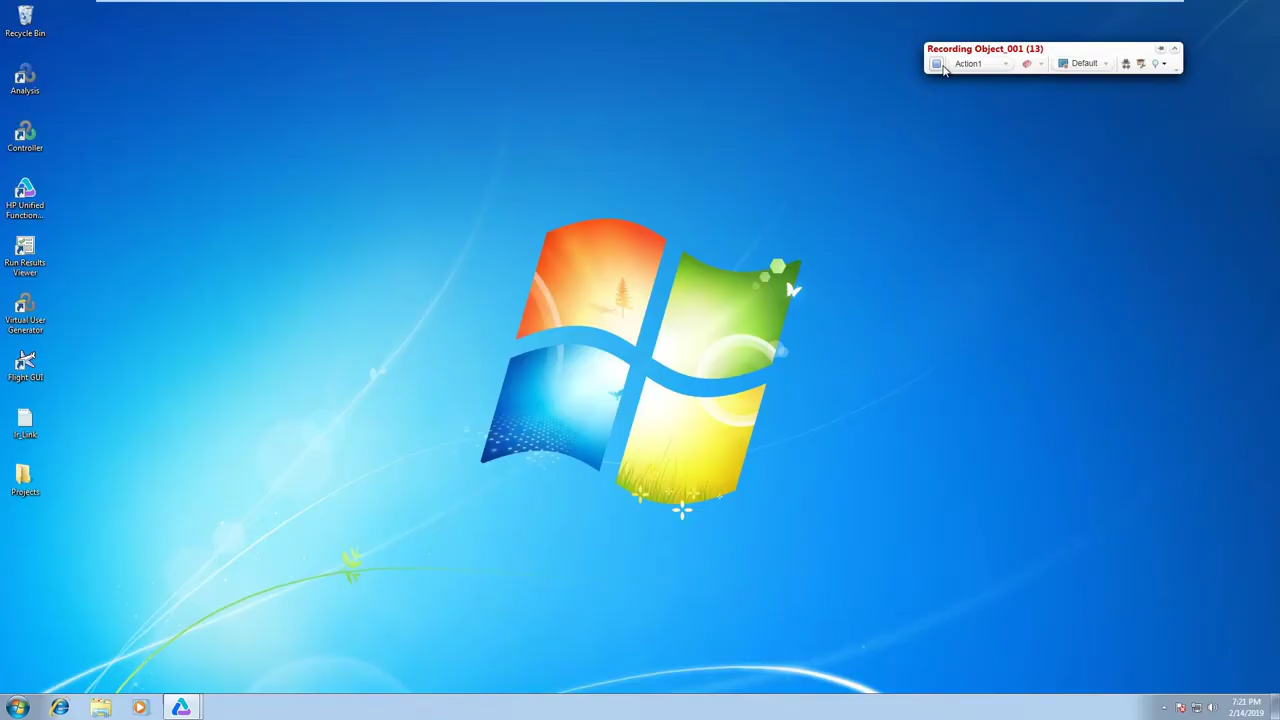 Recycle Bin
Analysis
Controller
HP Unified
Function...
Run Results
Viewer
Virtual User
Generator
Flight GUI
lr_Link
Projects
Recording Object_001 (13)
Action1
Default
7:21 PM
2/14/2019